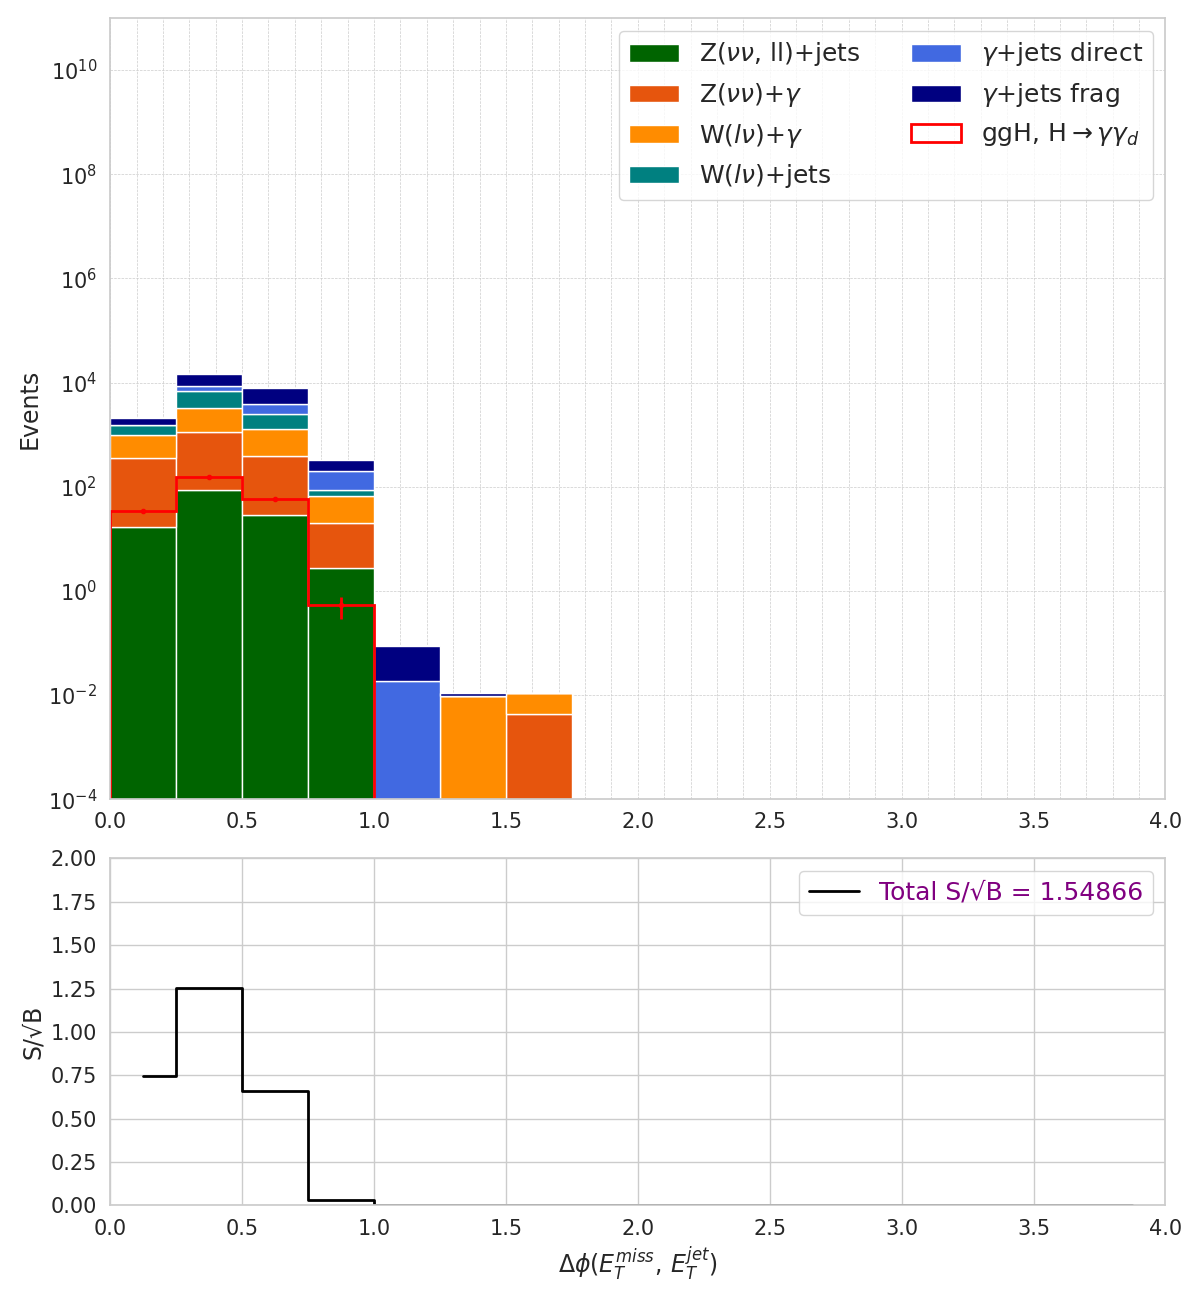 Z(νν, ll)+jets
Z(νν)+γ
W(lν)+γ
W(lν)+jets
γ+jets direct
γ+jets frag
ggH, H→γγ_d
Events
10^10
10^8
10^6
10^4
10^2
10^0
10^−2
10^−4
0.0 0.5 1.0 1.5 2.0 2.5 3.0 3.5 4.0
Total S/√B = 1.54866
S/√B
2.00
1.75
1.50
1.25
1.00
0.75
0.50
0.25
0.00
0.0 0.5 1.0 1.5 2.0 2.5 3.0 3.5 4.0
Δϕ(E_T^miss, E_T^jet)